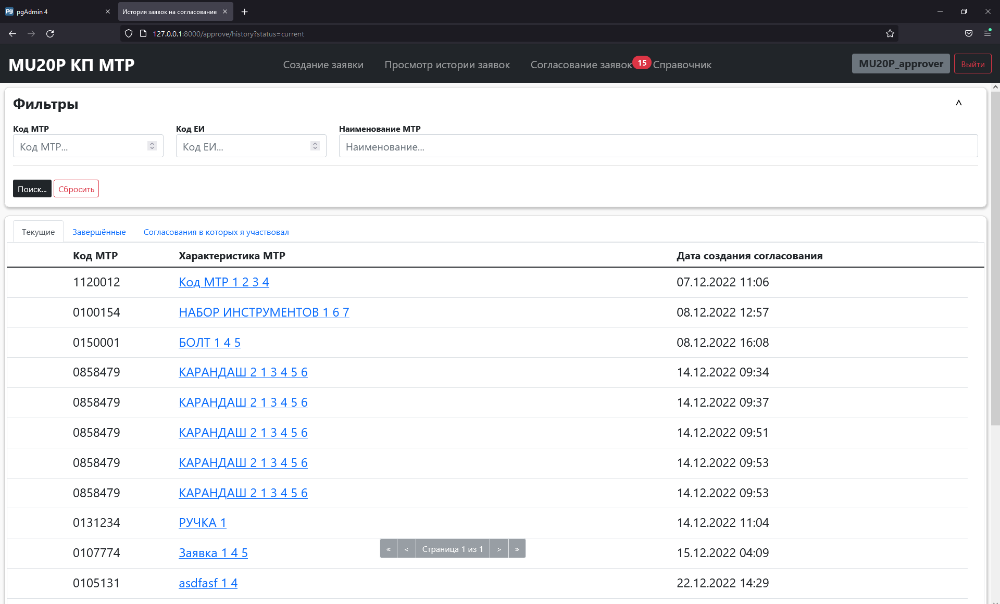 pgAdmin 4
История заявок на согласование
127.0.0.1:8000/approve/history?status=current
MU20P КП МТР
Создание заявки
Просмотр истории заявок
Согласование заявок 15
Справочник
MU20P_approver
Выйти
Фильтры
Код МТР
Код ЕИ
Наименование МТР
Код МТР...
Код ЕИ...
Наименование...
Поиск...
Сбросить
Текущие
Завершённые
Согласования в которых я участвовал
Код МТР Характеристика МТР Дата создания согласования
1120012 Код МТР 1 2 3 4 07.12.2022 11:06
0100154 НАБОР ИНСТРУМЕНТОВ 1 6 7 08.12.2022 12:57
0150001 БОЛТ 1 4 5 08.12.2022 16:08
0858479 КАРАНДАШ 2 1 3 4 5 6 14.12.2022 09:34
0858479 КАРАНДАШ 2 1 3 4 5 6 14.12.2022 09:37
0858479 КАРАНДАШ 2 1 3 4 5 6 14.12.2022 09:51
0858479 КАРАНДАШ 2 1 3 4 5 6 14.12.2022 09:53
0858479 КАРАНДАШ 2 1 3 4 5 6 14.12.2022 09:53
0131234 РУЧКА 1 14.12.2022 11:04
« < Страница 1 из 1 > »
0107774 Заявка 1 4 5 15.12.2022 04:09
0105131 asdfasf 1 4 22.12.2022 14:29